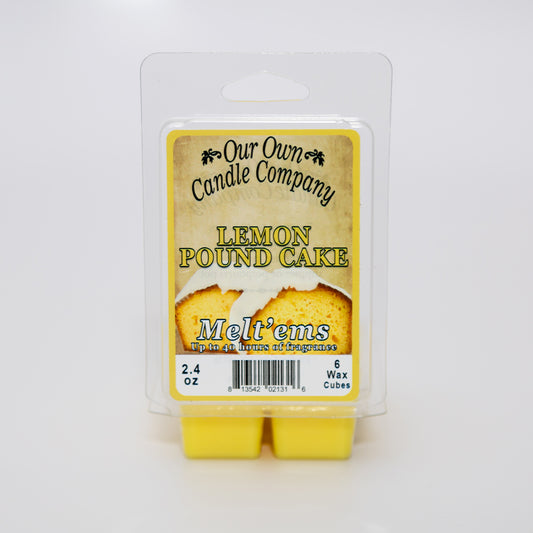 Our Own
Candle Company
LEMON
POUND CAKE
Melt'ems
Up to 40 hours of fragrance
2.4
oz
6
Wax
Cubes
8 13542 02131 6